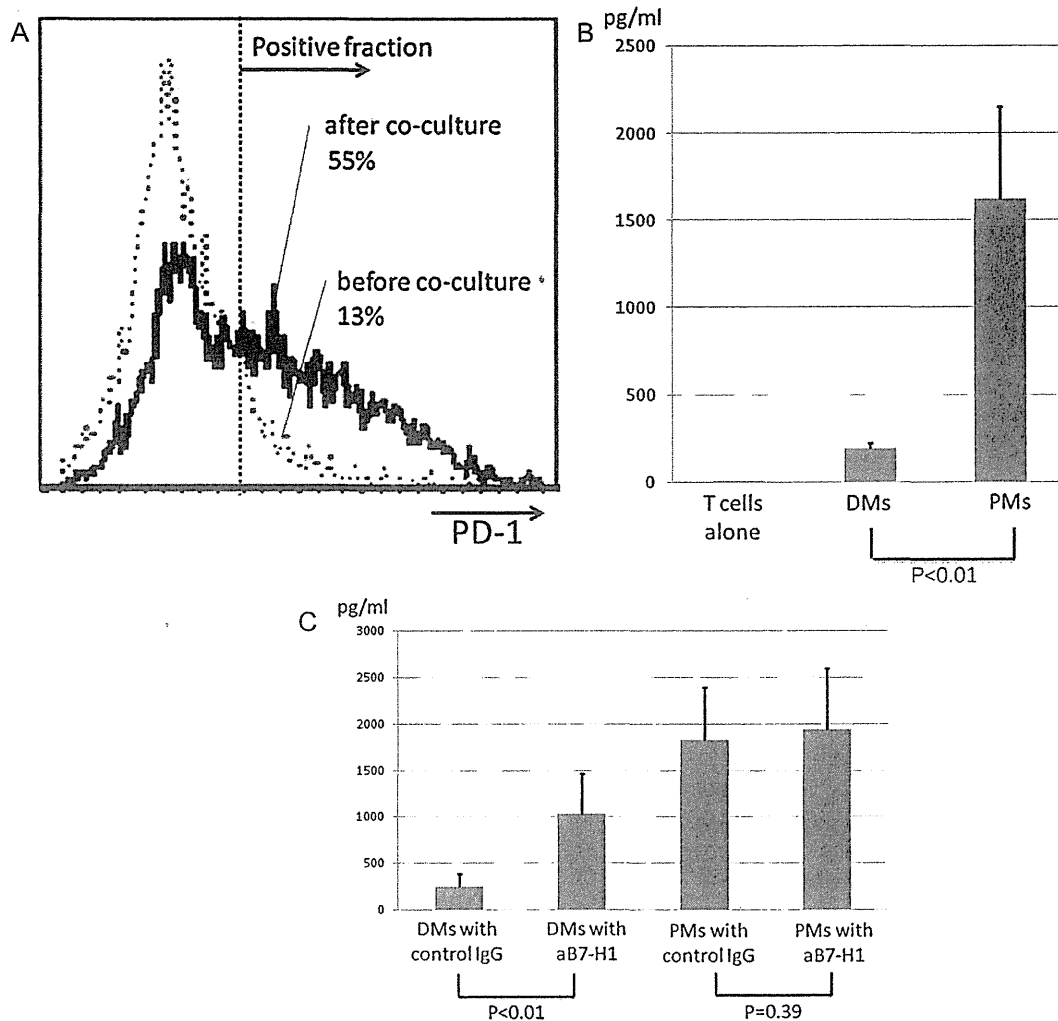 A
Positive fraction
after co-culture
55%
before co-culture
13%
PD-1
B
pg/ml
2500
2000
1500
1000
500
0
T cells
alone
DMs
PMs
P<0.01
C
pg/ml
3000
2500
2000
1500
1000
500
0
DMs with
control IgG
DMs with
aB7-H1
PMs with
control IgG
PMs with
aB7-H1
P<0.01
P=0.39